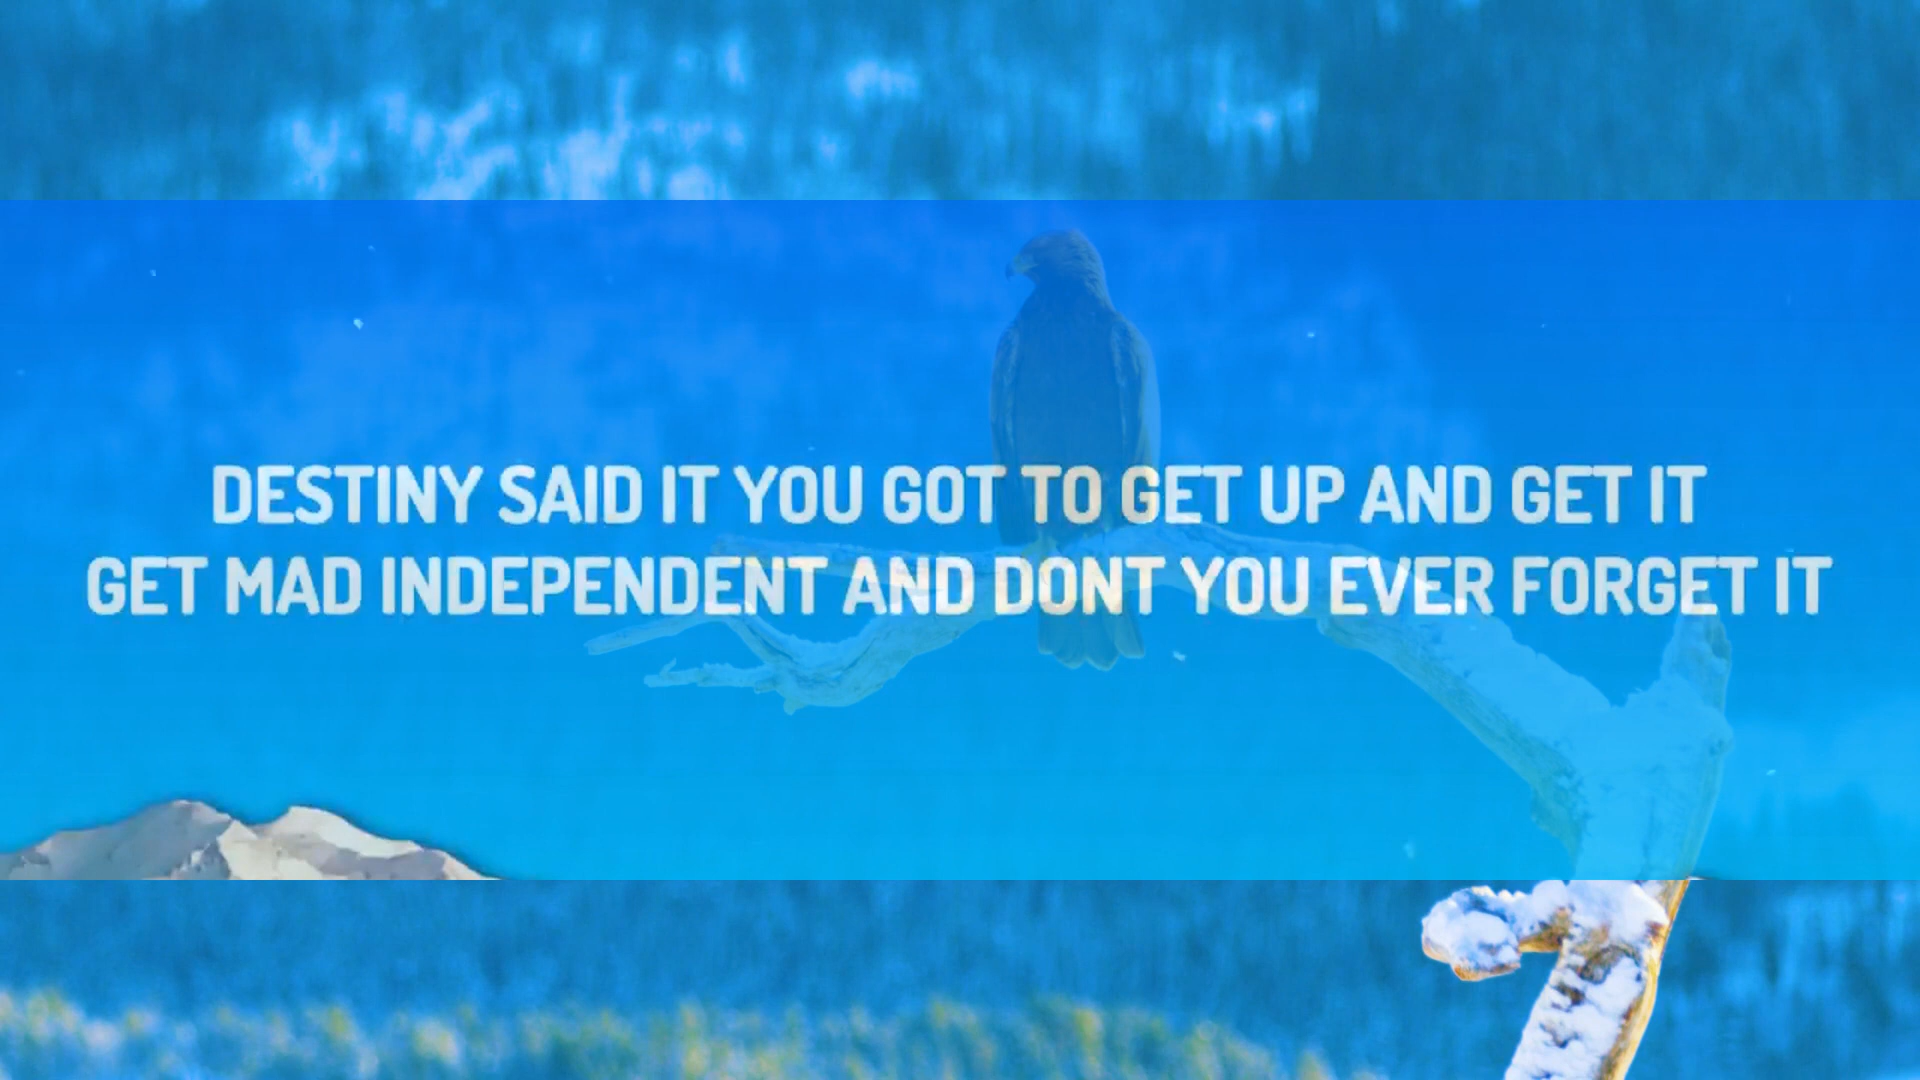 DESTINY SAID IT YOU GOT TO GET UP AND GET IT
GET MAD INDEPENDENT AND DONT YOU EVER FORGET IT